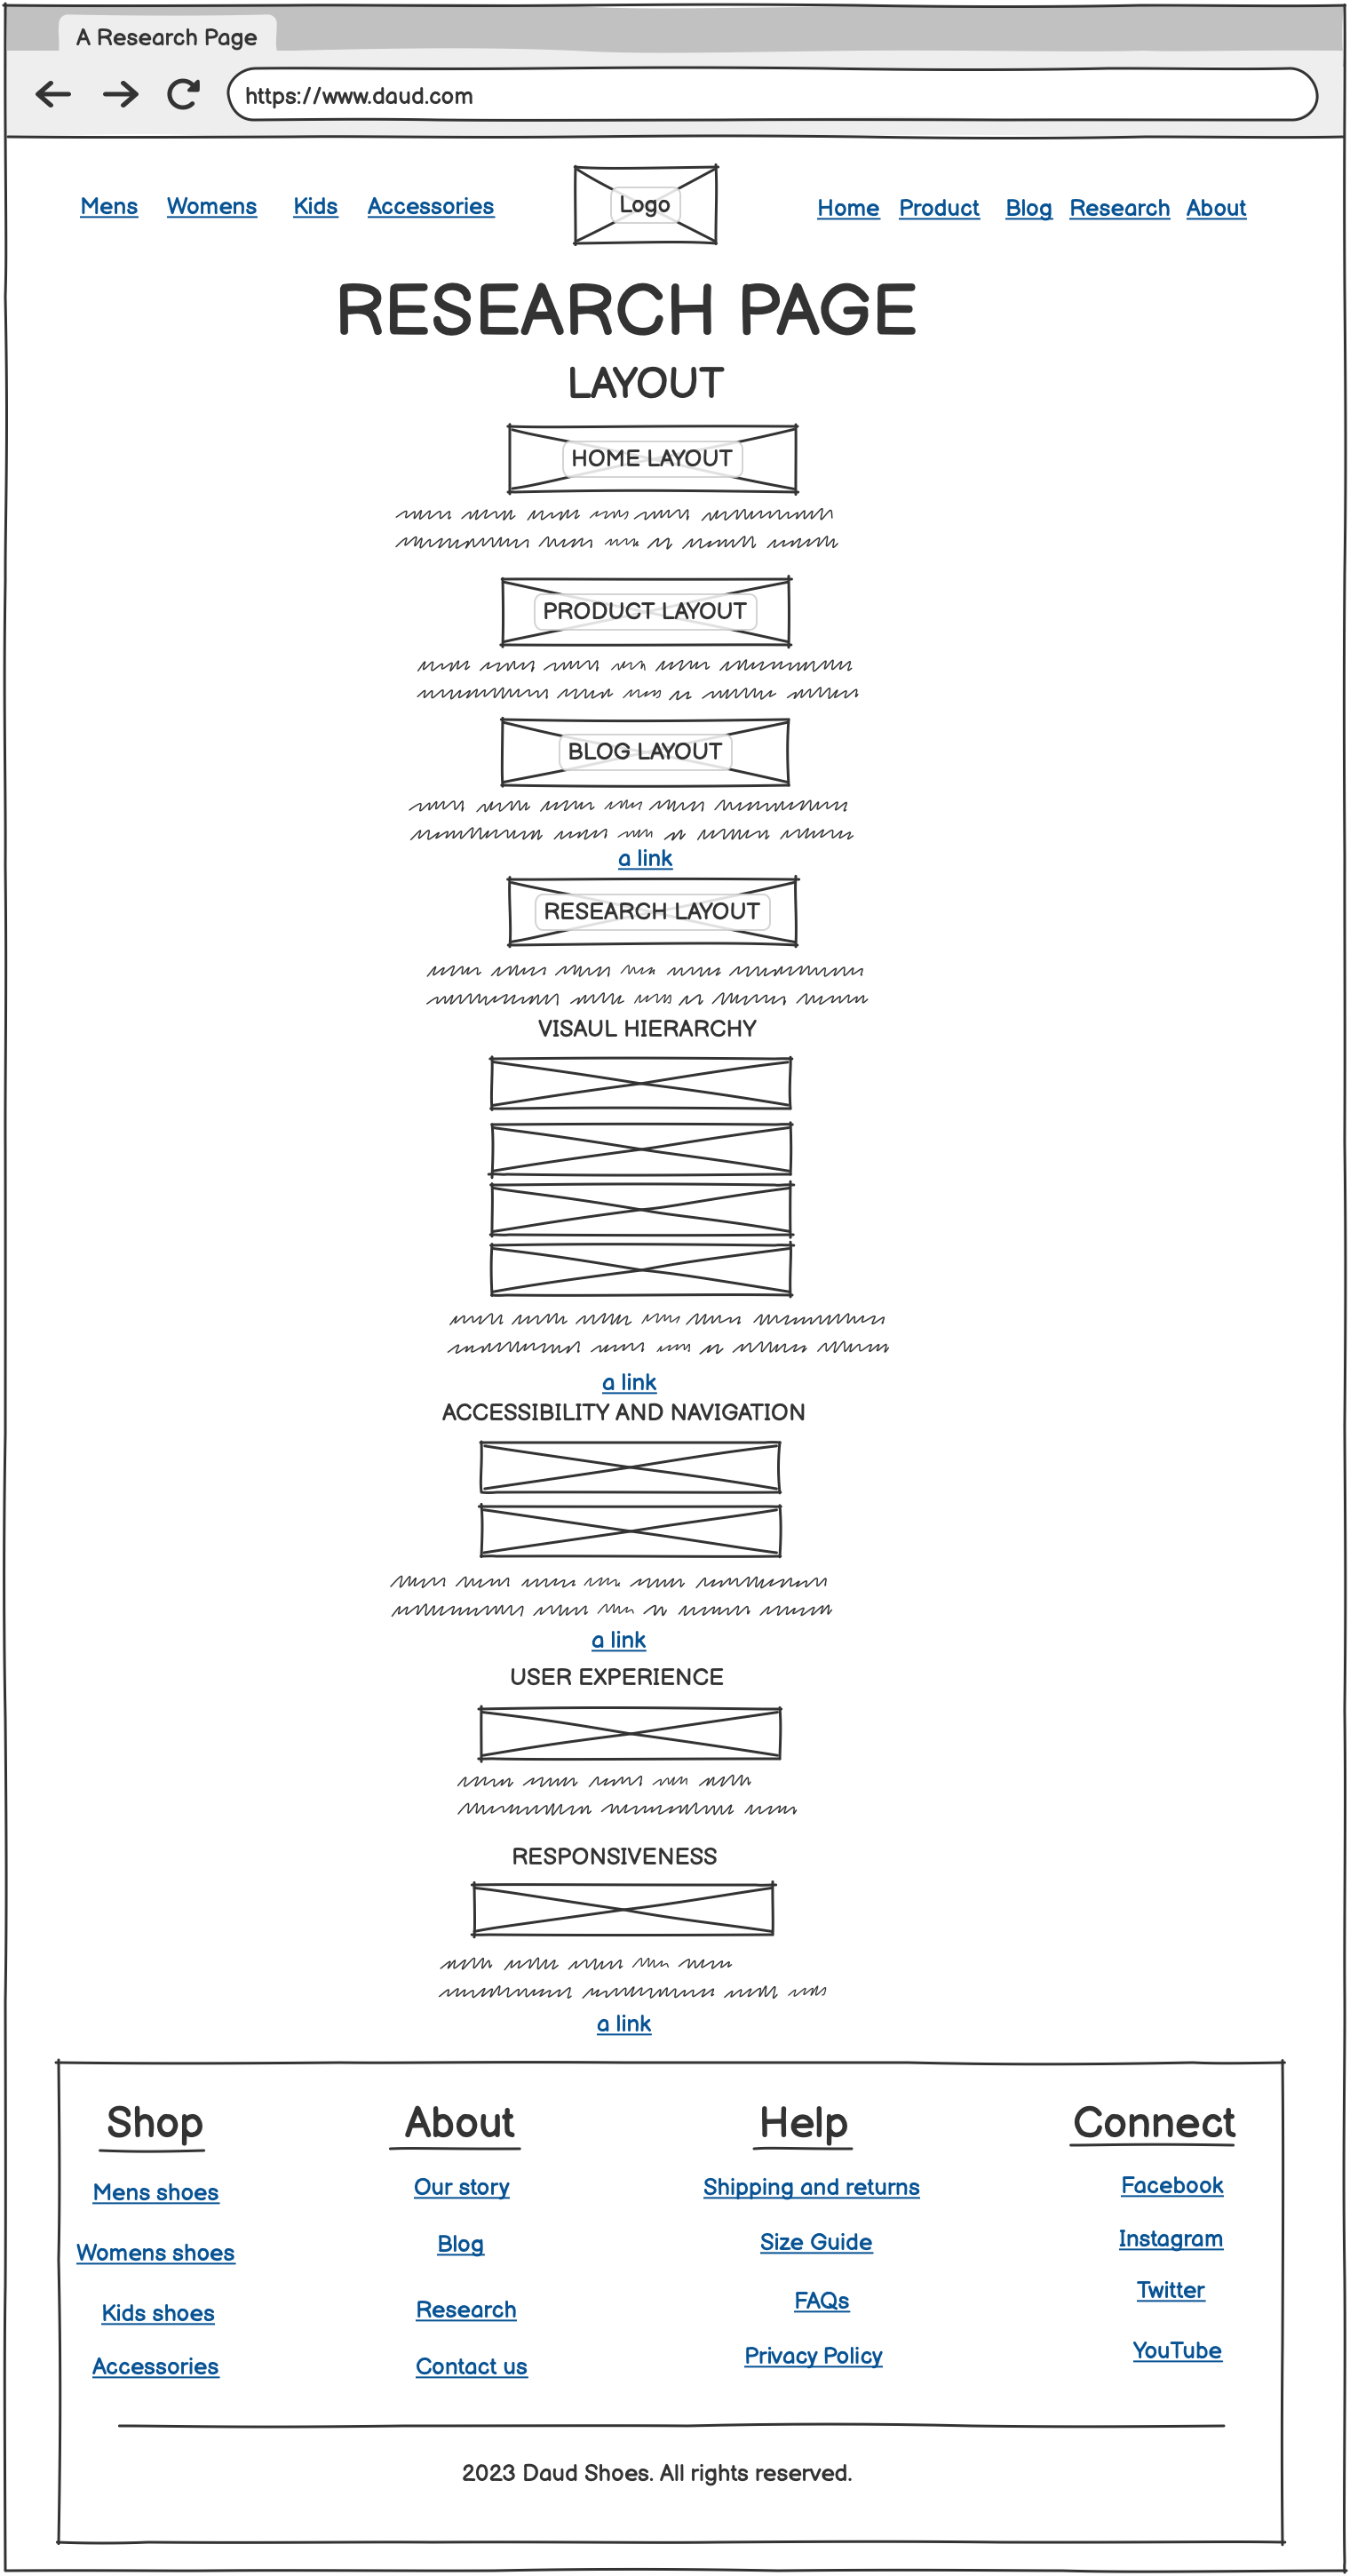 A Research Page
https://www.daud.com
Mens Womens Kids Accessories Logo Home Product Blog Research About
RESEARCH PAGE
LAYOUT
HOME LAYOUT
PRODUCT LAYOUT
BLOG LAYOUT
a link
RESEARCH LAYOUT
VISAUL HIERARCHY
a link
ACCESSIBILITY AND NAVIGATION
a link
USER EXPERIENCE
RESPONSIVENESS
a link
Shop
Mens shoes
Womens shoes
Kids shoes
Accessories
About
Our story
Blog
Research
Contact us
Help
Shipping and returns
Size Guide
FAQs
Privacy Policy
Connect
Facebook
Instagram
Twitter
YouTube
2023 Daud Shoes. All rights reserved.